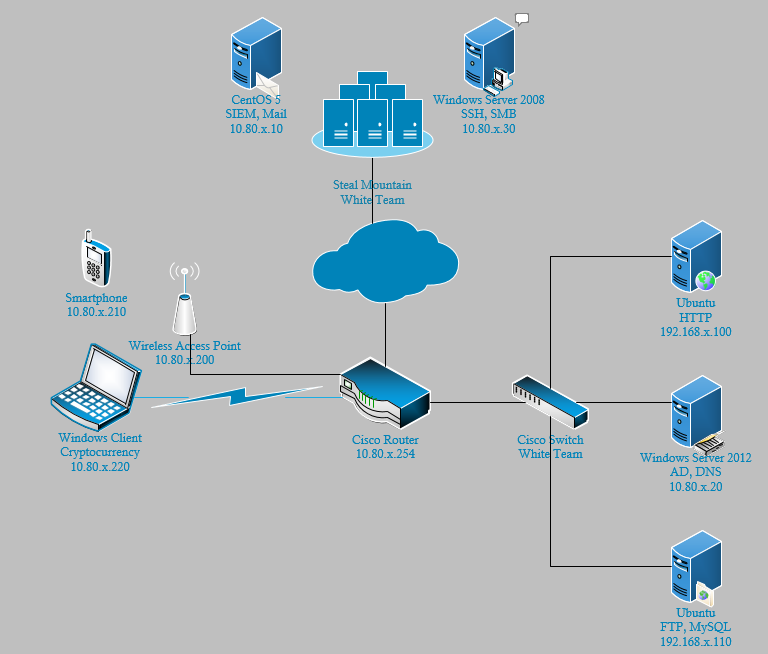 CentOS 5
SIEM, Mail
10.80.x.10
Windows Server 2008
SSH, SMB
10.80.x.30
Steal Mountain
White Team
Smartphone
10.80.x.210
Wireless Access Point
10.80.x.200
Windows Client
Cryptocurrency
10.80.x.220
Cisco Router
10.80.x.254
Cisco Switch
White Team
Ubuntu
HTTP
192.168.x.100
Windows Server 2012
AD, DNS
10.80.x.20
Ubuntu
FTP, MySQL
192.168.x.110